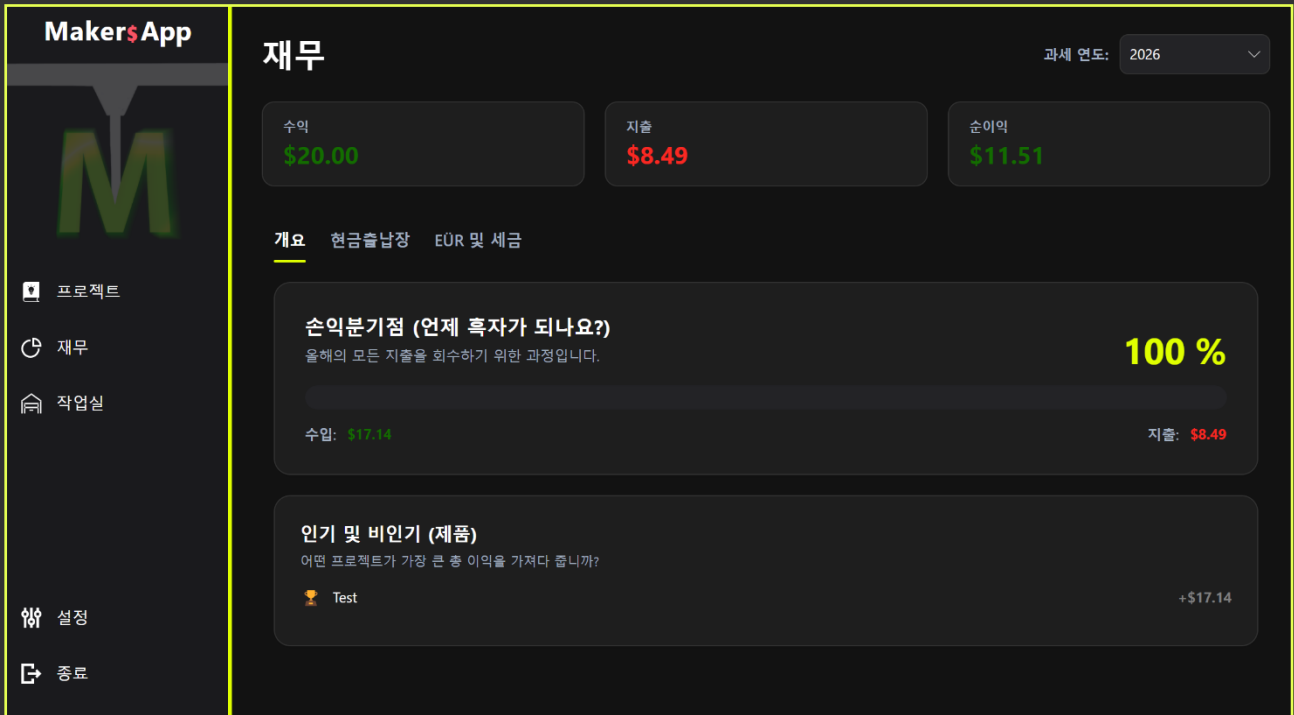 Maker$App
재무
과세 연도: 2026
수익
$20.00
지출
$8.49
순이익
$11.51
프로젝트
재무
작업실
설정
종료
개요 현금출납장 EÜR 및 세금
손익분기점 (언제 흑자가 되나요?)
올해의 모든 지출을 회수하기 위한 과정입니다.
100 %
수입: $17.14
지출: $8.49
인기 및 비인기 (제품)
어떤 프로젝트가 가장 큰 총 이익을 가져다 줍니까?
Test +$17.14